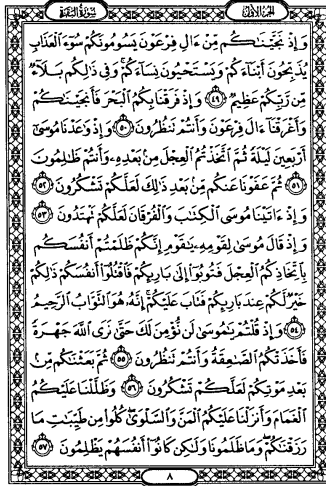 سورة البقرة الجزء الأول
وَإِذْ نَجَّيْنَٰكُم مِّنْ ءَالِ فِرْعَوْنَ يَسُومُونَكُمْ سُوٓءَ ٱلْعَذَابِ
يُذَبِّحُونَ أَبْنَآءَكُمْ وَيَسْتَحْيُونَ نِسَآءَكُمْ ۚ وَفِى ذَٰلِكُم بَلَآءٌ
مِّن رَّبِّكُمْ عَظِيمٌ ٤٩ وَإِذْ فَرَقْنَا بِكُمُ ٱلْبَحْرَ فَأَنجَيْنَٰكُمْ
وَأَغْرَقْنَآ ءَالَ فِرْعَوْنَ وَأَنتُمْ تَنظُرُونَ ٥٠ وَإِذْ وَٰعَدْنَا مُوسَىٰٓ
أَرْبَعِينَ لَيْلَةً ثُمَّ ٱتَّخَذْتُمُ ٱلْعِجْلَ مِنۢ بَعْدِهِۦ وَأَنتُمْ ظَٰلِمُونَ
٥١ ثُمَّ عَفَوْنَا عَنكُم مِّنۢ بَعْدِ ذَٰلِكَ لَعَلَّكُمْ تَشْكُرُونَ ٥٢
وَإِذْ ءَاتَيْنَا مُوسَى ٱلْكِتَٰبَ وَٱلْفُرْقَانَ لَعَلَّكُمْ تَهْتَدُونَ ٥٣
وَإِذْ قَالَ مُوسَىٰ لِقَوْمِهِۦ يَٰقَوْمِ إِنَّكُمْ ظَلَمْتُمْ أَنفُسَكُم
بِٱتِّخَاذِكُمُ ٱلْعِجْلَ فَتُوبُوٓا۟ إِلَىٰ بَارِئِكُمْ فَٱقْتُلُوٓا۟ أَنفُسَكُمْ ذَٰلِكُمْ
خَيْرٌ لَّكُمْ عِندَ بَارِئِكُمْ فَتَابَ عَلَيْكُمْ ۚ إِنَّهُۥ هُوَ ٱلتَّوَّابُ ٱلرَّحِيمُ
٥٤ وَإِذْ قُلْتُمْ يَٰمُوسَىٰ لَن نُّؤْمِنَ لَكَ حَتَّىٰ نَرَى ٱللَّهَ جَهْرَةً
فَأَخَذَتْكُمُ ٱلصَّٰعِقَةُ وَأَنتُمْ تَنظُرُونَ ٥٥ ثُمَّ بَعَثْنَٰكُم مِّنۢ
بَعْدِ مَوْتِكُمْ لَعَلَّكُمْ تَشْكُرُونَ ٥٦ وَظَلَّلْنَا عَلَيْكُمُ
ٱلْغَمَامَ وَأَنزَلْنَا عَلَيْكُمُ ٱلْمَنَّ وَٱلسَّلْوَىٰ ۖ كُلُوا۟ مِن طَيِّبَٰتِ مَا
رَزَقْنَٰكُمْ ۖ وَمَا ظَلَمُونَا وَلَٰكِن كَانُوٓا۟ أَنفُسَهُمْ يَظْلِمُونَ ٥٧
٨